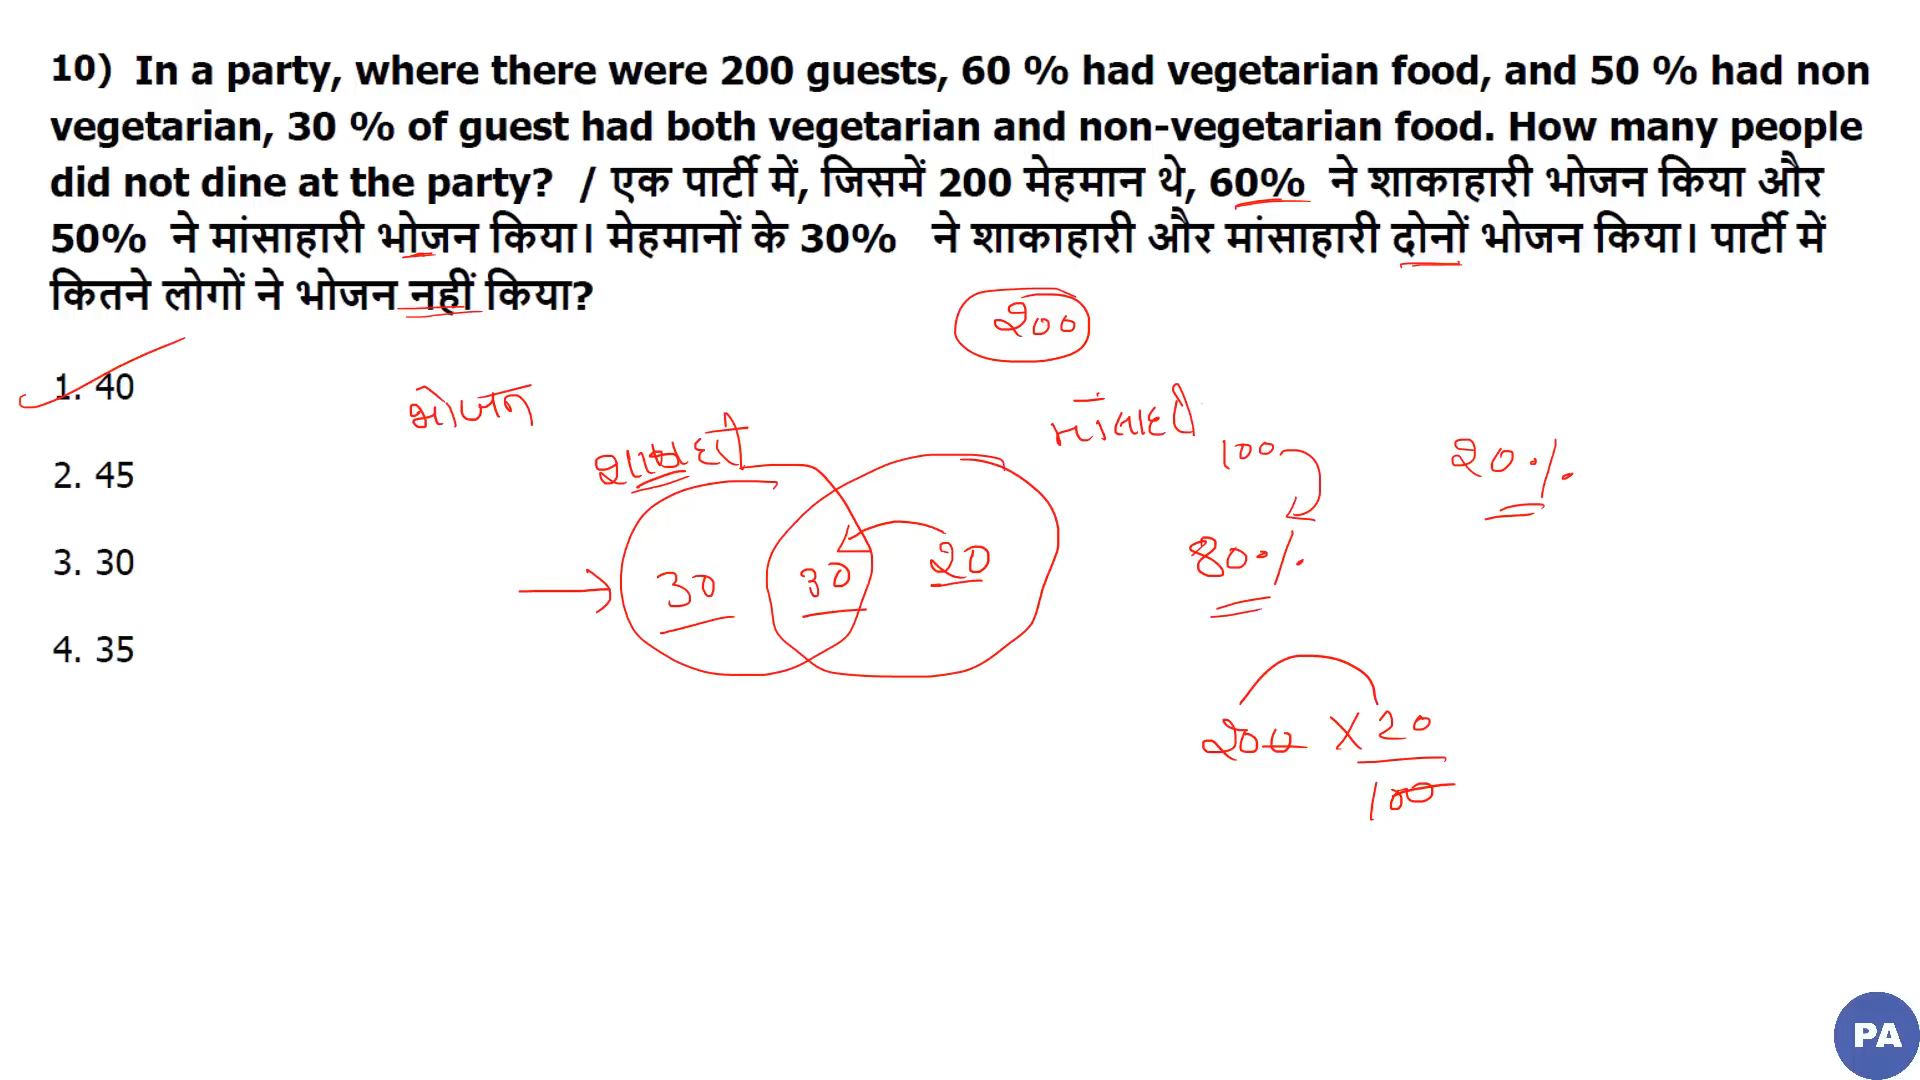 10) In a party, where there were 200 guests, 60 % had vegetarian food, and 50 % had non
vegetarian, 30 % of guest had both vegetarian and non-vegetarian food. How many people
did not dine at the party? / एक पार्टी में, जिसमें 200 मेहमान थे, 60% ने शाकाहारी भोजन किया और
50% ने मांसाहारी भोजन किया। मेहमानों के 30% ने शाकाहारी और मांसाहारी दोनों भोजन किया। पार्टी में
कितने लोगों ने भोजन नहीं किया?
200
1. 40
भोजन
मांसाहारी
100
20%
2. 45
3. 30
30
30
20
80%
4. 35
200 X 20
100
PA